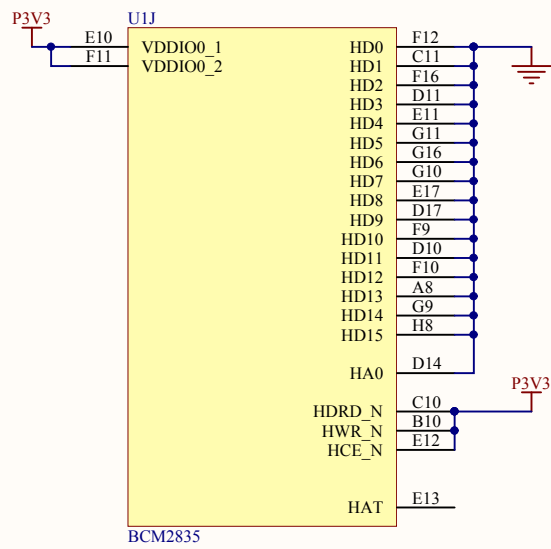 P3V3
U1J
E10 VDDIO0_1 HD0 F12
F11 VDDIO0_2 HD1 C11
HD2 F16
HD3 D11
HD4 E11
HD5 G11
HD6 G16
HD7 G10
HD8 E17
HD9 D17
HD10 F9
HD11 D10
HD12 F10
HD13 A8
HD14 G9
HD15 H8
HA0 D14
P3V3
HDRD_N C10
HWR_N B10
HCE_N E12
HAT E13
BCM2835